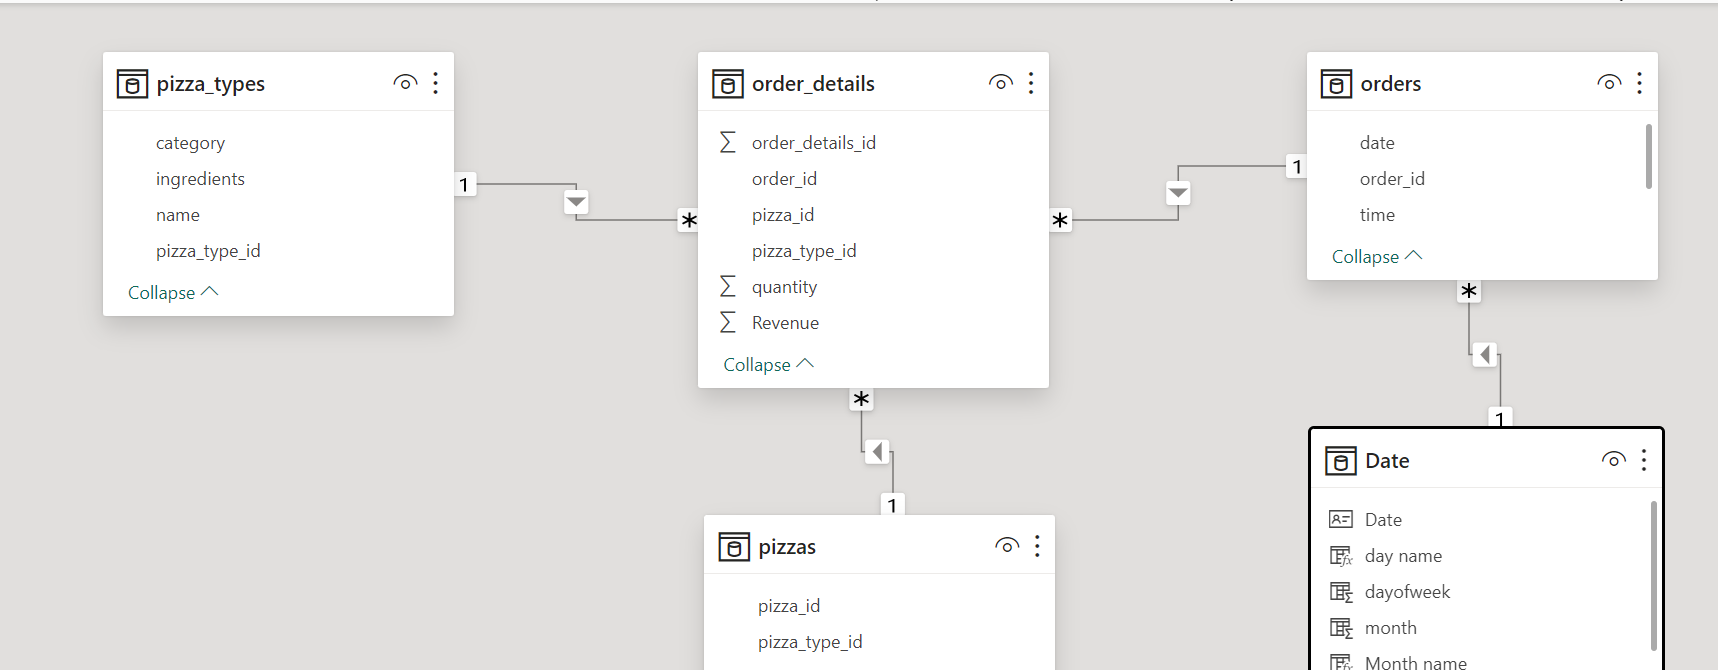 pizza_types
category
ingredients
name
pizza_type_id
Collapse
1
*
order_details
order_details_id
order_id
pizza_id
pizza_type_id
quantity
Revenue
Collapse
*
1
orders
date
order_id
time
Collapse
*
1
*
1
pizzas
pizza_id
pizza_type_id
Date
Date
day name
dayofweek
month
Month name